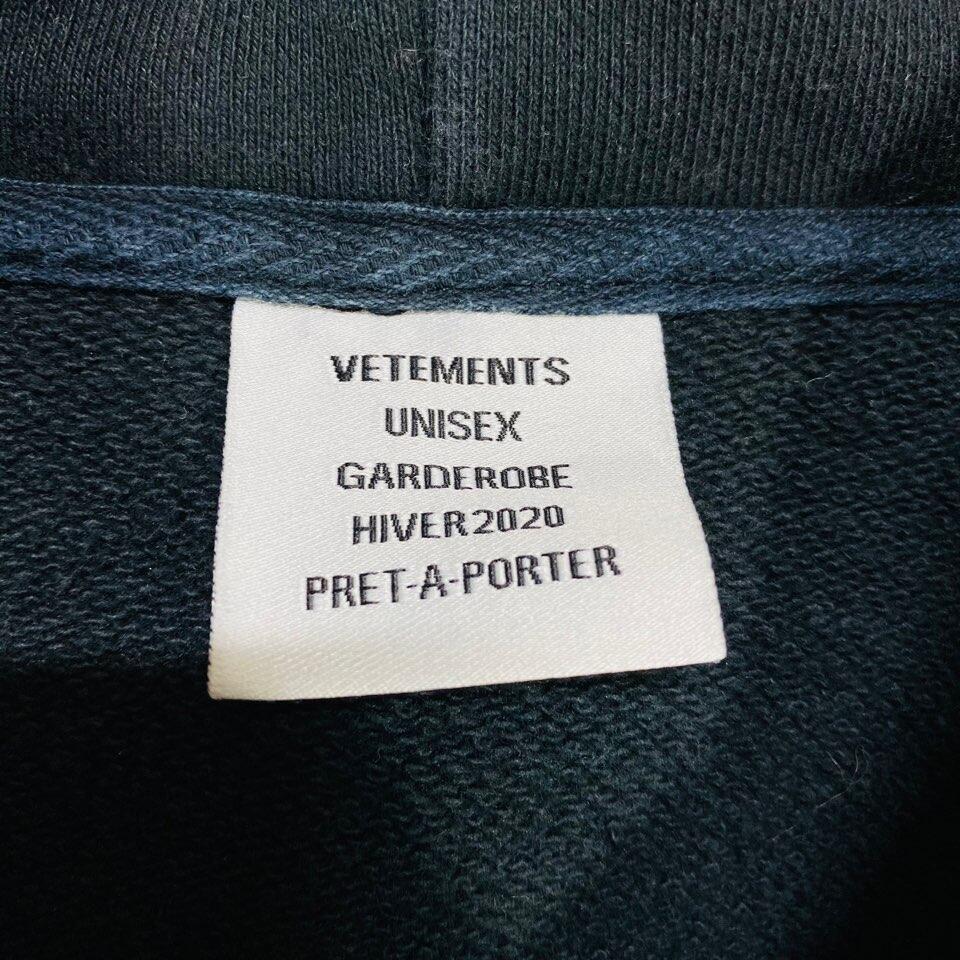 VETEMENTS
UNISEX
GARDEROBE
HIVER2020
PRET-A-PORTER